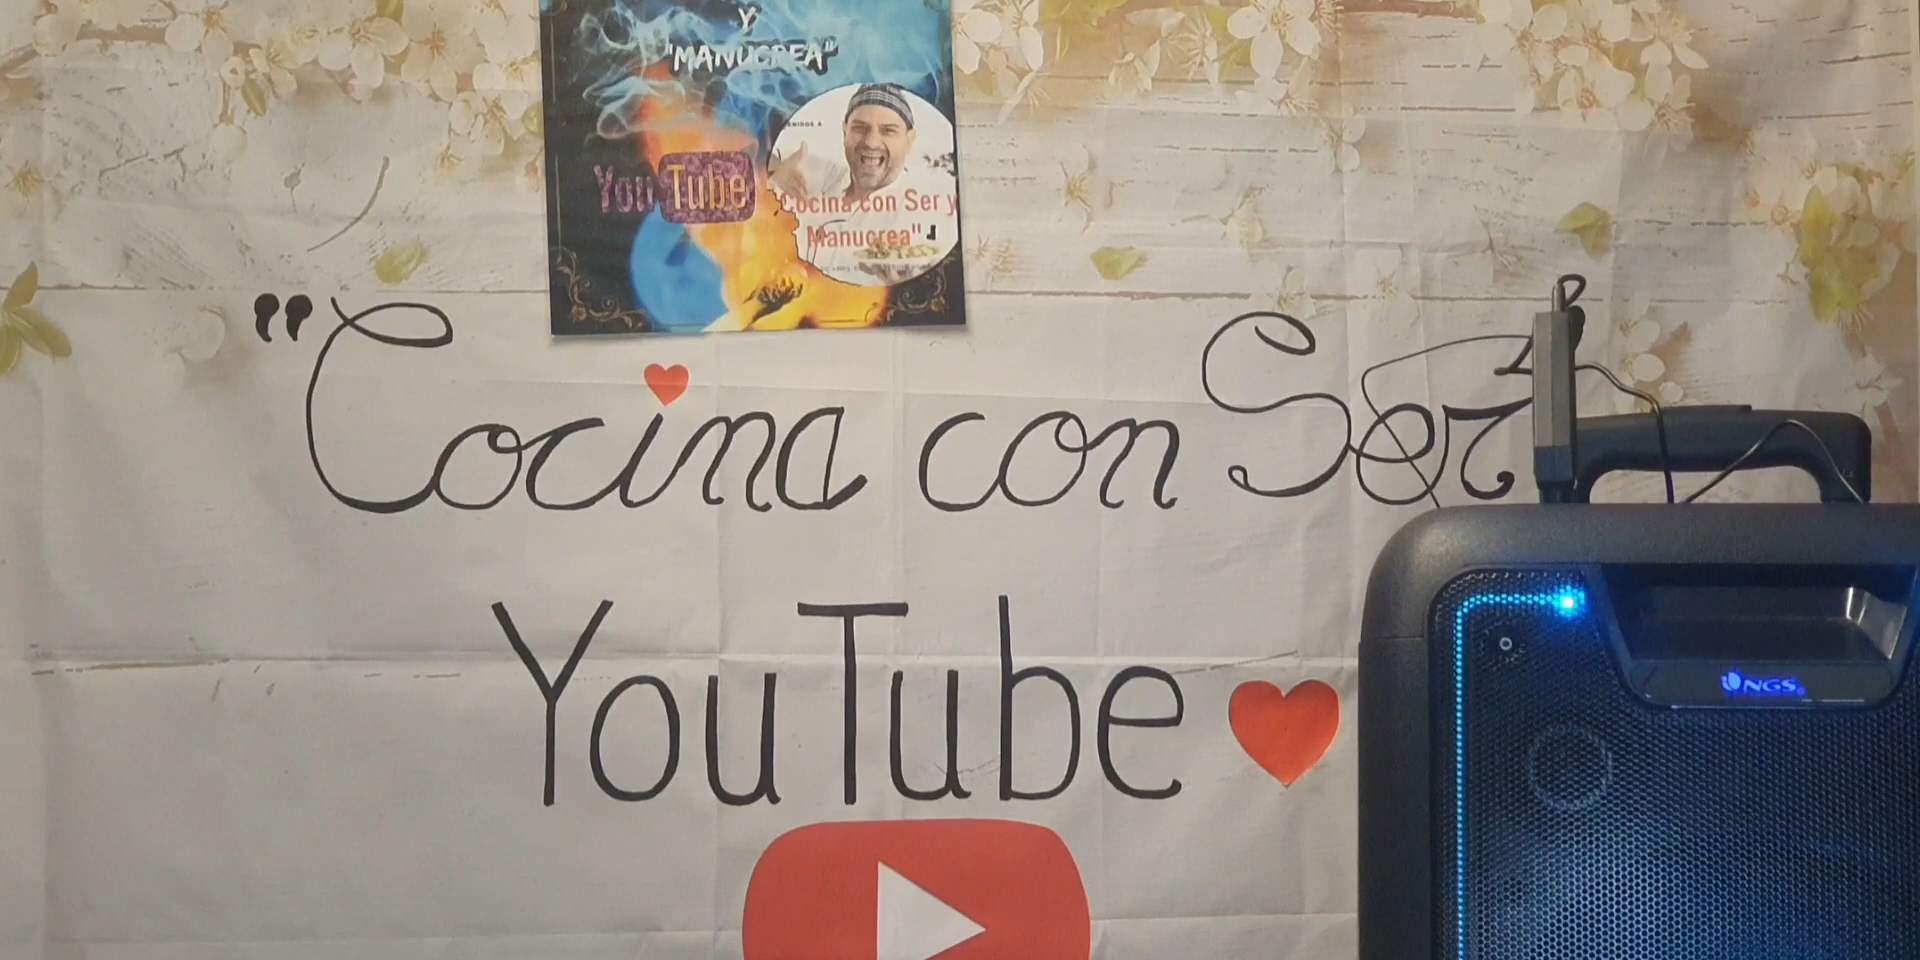 Y
"MANUCREA"
You Tube
Cocina con Ser y
Manucrea"
"Cocina con Ser"
YouTube
NGS